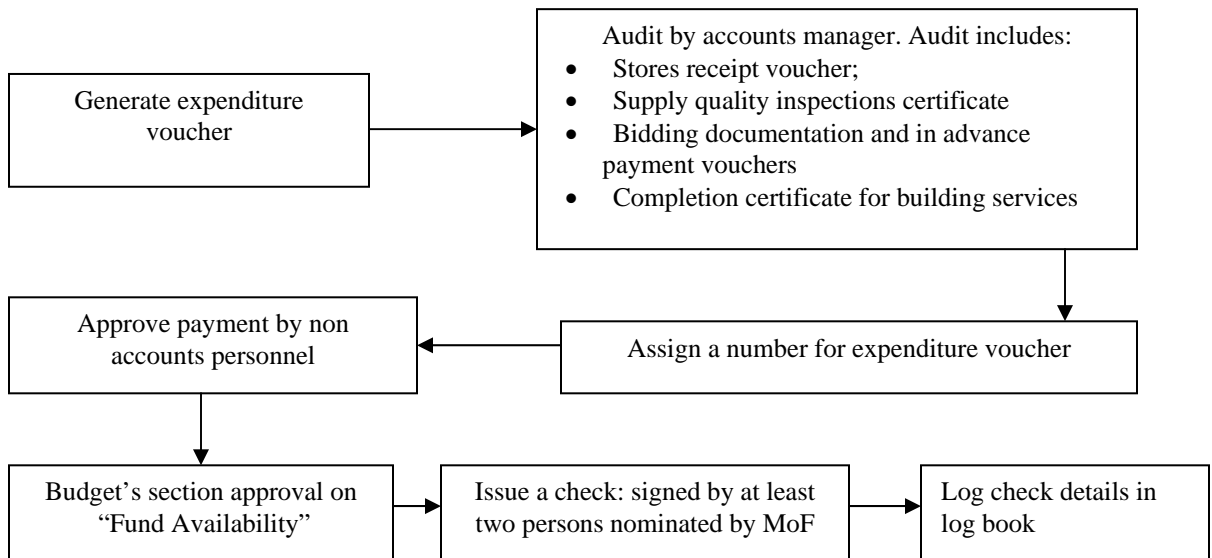 Generate expenditure
voucher
Audit by accounts manager. Audit includes:
• Stores receipt voucher;
• Supply quality inspections certificate
• Bidding documentation and in advance
payment vouchers
• Completion certificate for building services
Assign a number for expenditure voucher
Approve payment by non
accounts personnel
Budget’s section approval on
“Fund Availability”
Issue a check: signed by at least
two persons nominated by MoF
Log check details in
log book